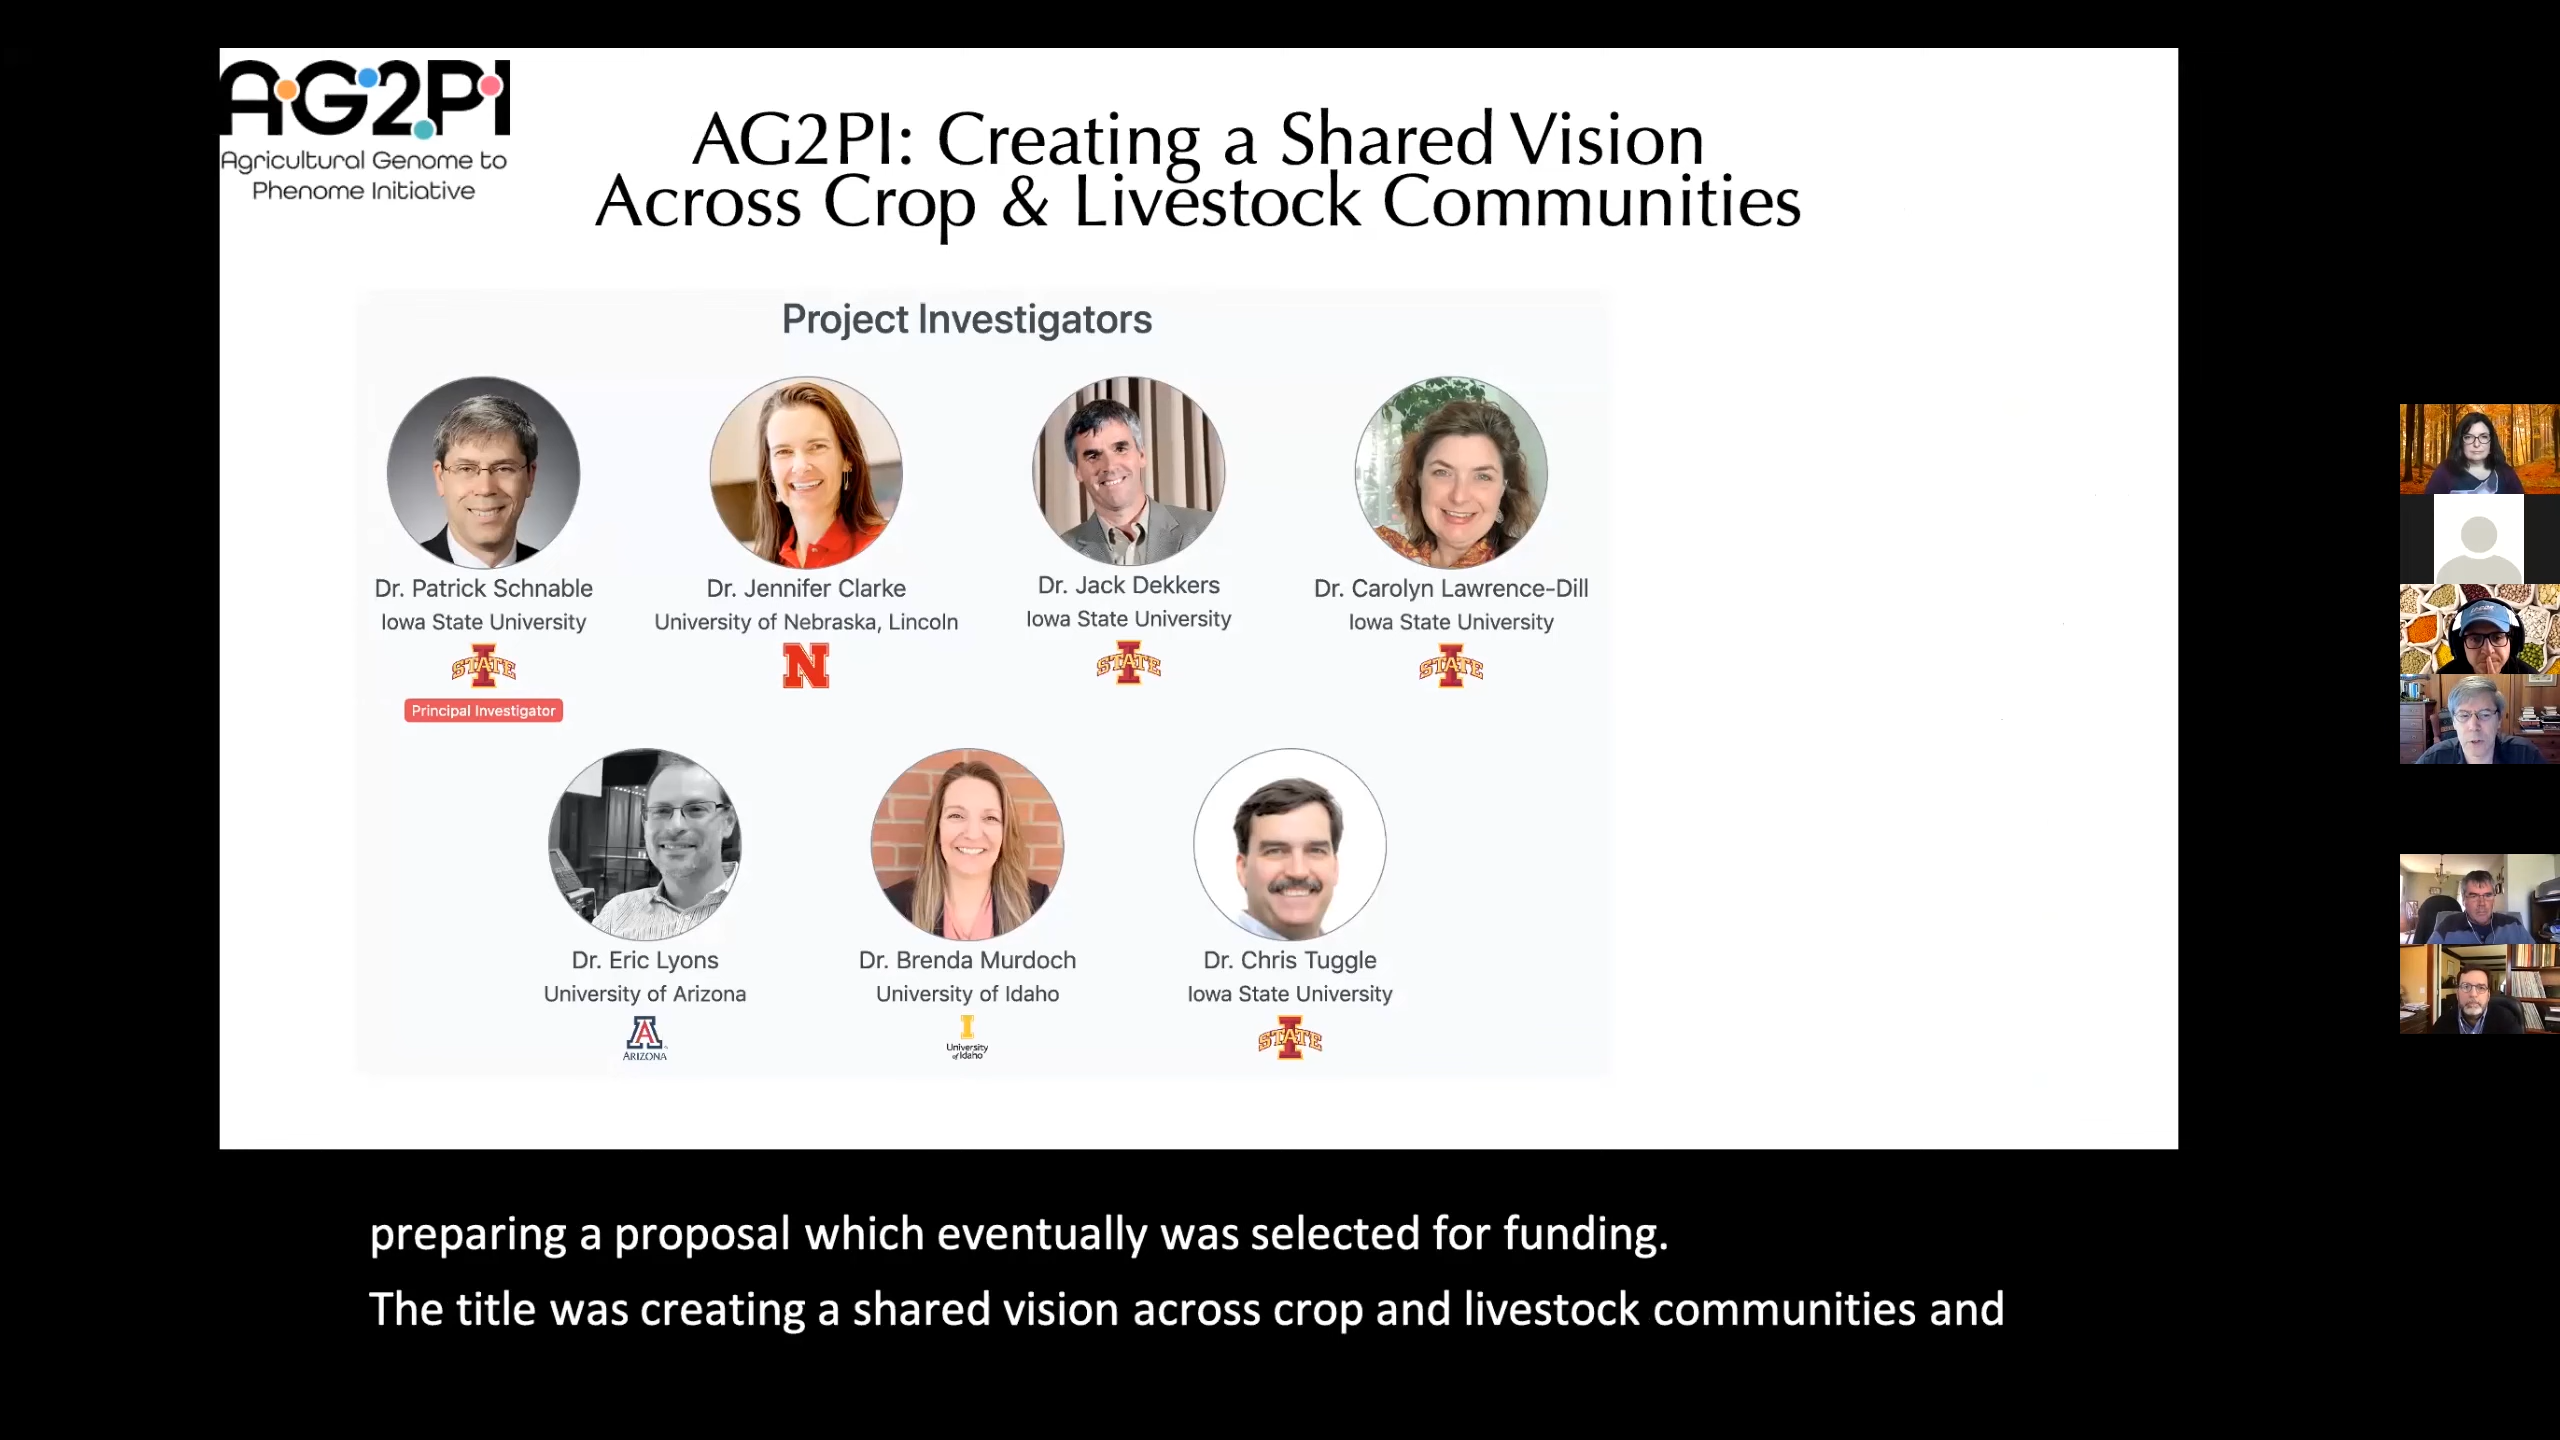 AG2PI
Agricultural Genome to
Phenome Initiative
AG2PI: Creating a Shared Vision
Across Crop & Livestock Communities
Project Investigators
Dr. Patrick Schnable
Iowa State University
STATE
Principal Investigator
Dr. Jennifer Clarke
University of Nebraska, Lincoln
N
Dr. Jack Dekkers
Iowa State University
STATE
Dr. Carolyn Lawrence-Dill
Iowa State University
STATE
Dr. Eric Lyons
University of Arizona
A
ARIZONA
Dr. Brenda Murdoch
University of Idaho
I
University
of Idaho
Dr. Chris Tuggle
Iowa State University
STATE
preparing a proposal which eventually was selected for funding.
The title was creating a shared vision across crop and livestock communities and